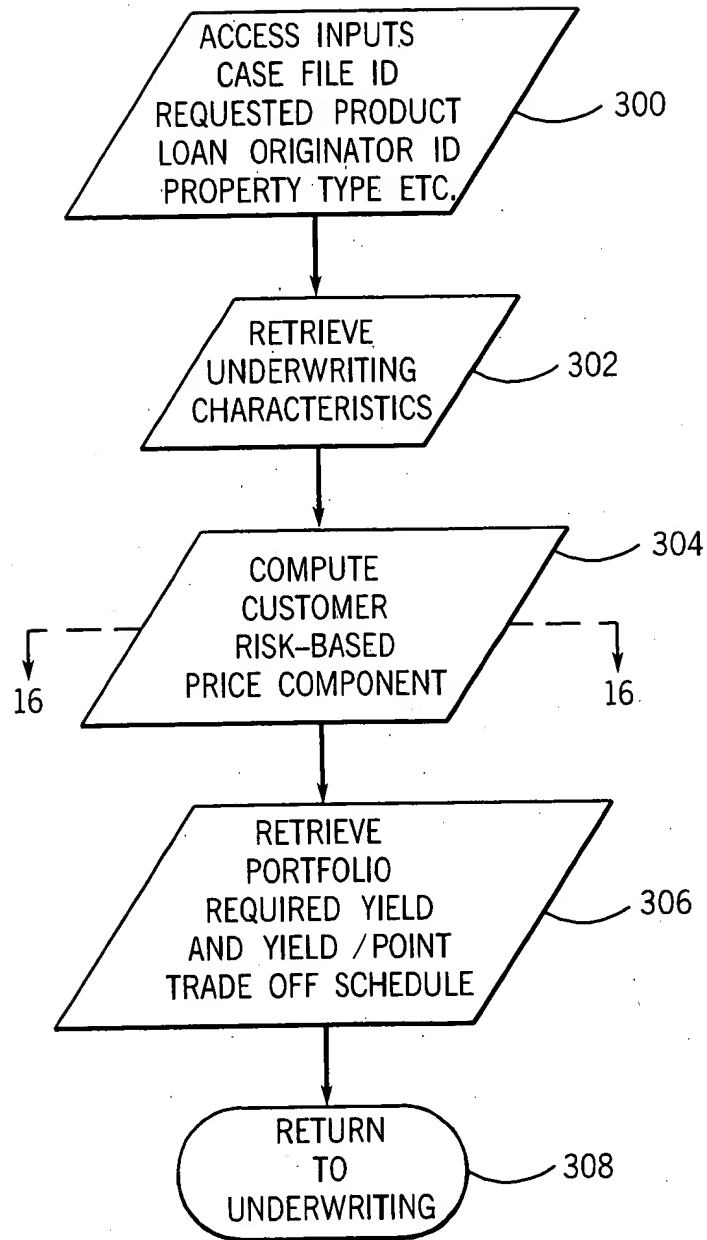 ACCESS INPUTS
CASE FILE ID
REQUESTED PRODUCT
LOAN ORIGINATOR ID
PROPERTY TYPE ETC.
300
RETRIEVE
UNDERWRITING
CHARACTERISTICS
302
COMPUTE
CUSTOMER
RISK-BASED
PRICE COMPONENT
304
16
16
RETRIEVE
PORTFOLIO
REQUIRED YIELD
AND YIELD /POINT
TRADE OFF SCHEDULE
306
RETURN
TO
UNDERWRITING
308